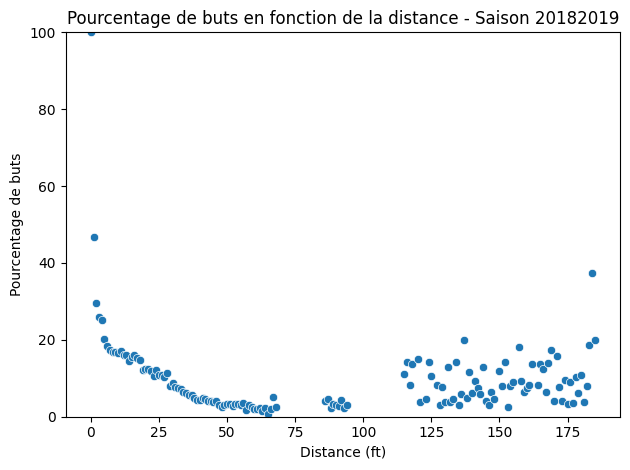 Pourcentage de buts en fonction de la distance - Saison 20182019
100
80
60
40
20
0
Pourcentage de buts
0 25 50 75 100 125 150 175
Distance (ft)